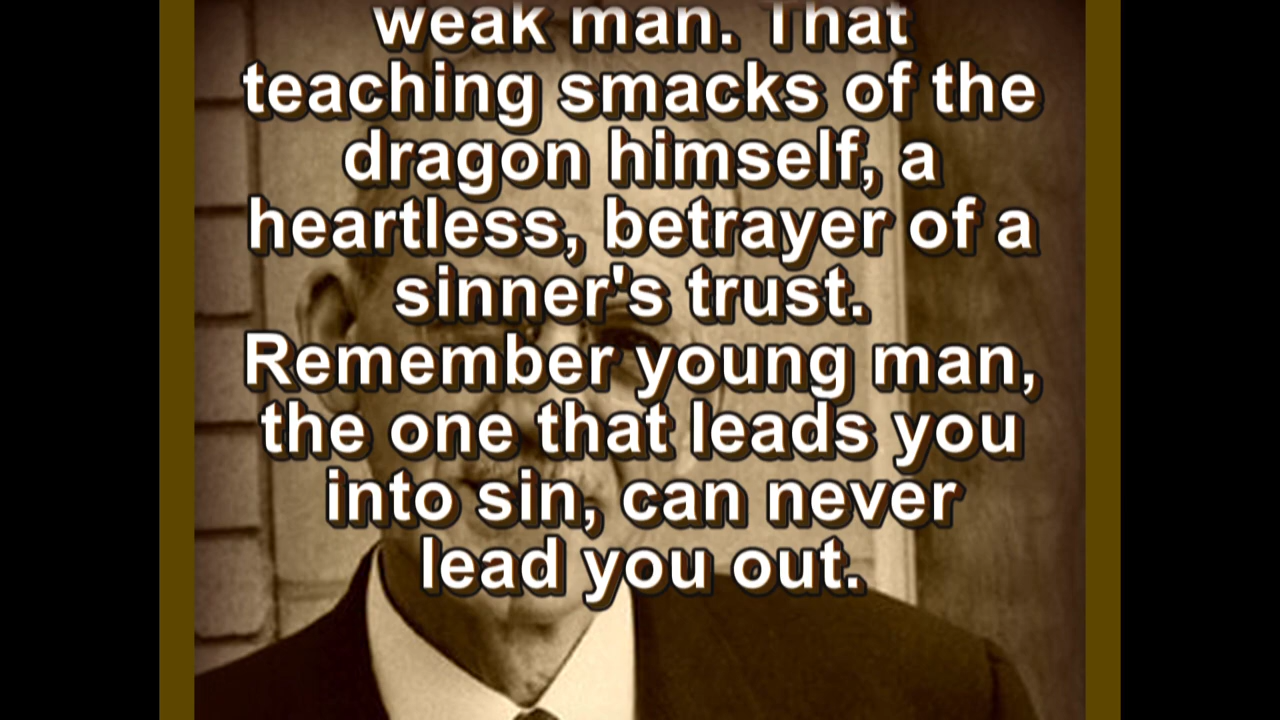 weak man. That
teaching smacks of the
dragon himself, a
heartless, betrayer of a
sinner's trust.
Remember young man,
the one that leads you
into sin, can never
lead you out.